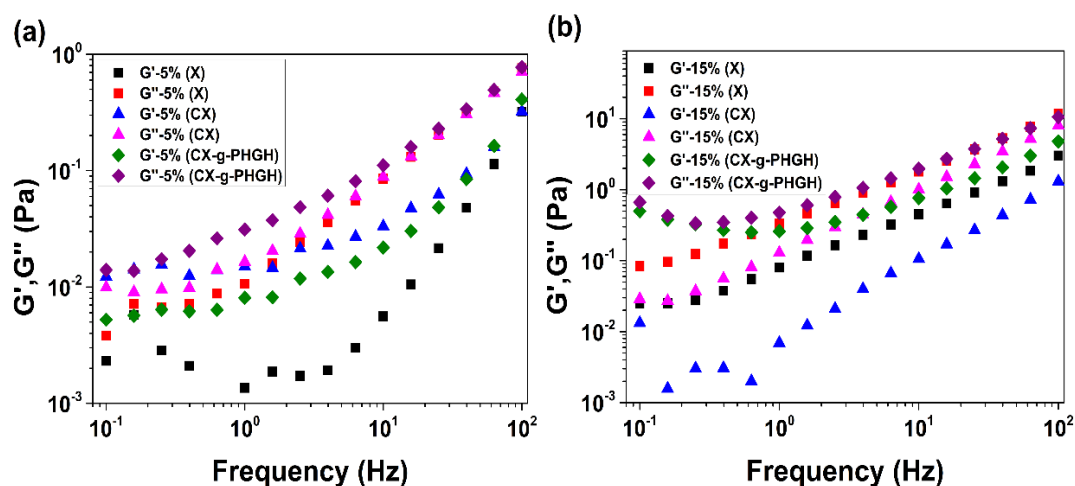 (a)
G',G'' (Pa)
10⁰
10⁻¹
10⁻²
10⁻³
G'-5% (X)
G''-5% (X)
G'-5% (CX)
G''-5% (CX)
G'-5% (CX-g-PHGH)
G''-5% (CX-g-PHGH)
10⁻¹ 10⁰ 10¹ 10²
Frequency (Hz)
(b)
G',G'' (Pa)
10¹
10⁰
10⁻¹
10⁻²
10⁻³
G'-15% (X)
G''-15% (X)
G'-15% (CX)
G''-15% (CX)
G'-15% (CX-g-PHGH)
G''-15% (CX-g-PHGH)
10⁻¹ 10⁰ 10¹ 10²
Frequency (Hz)